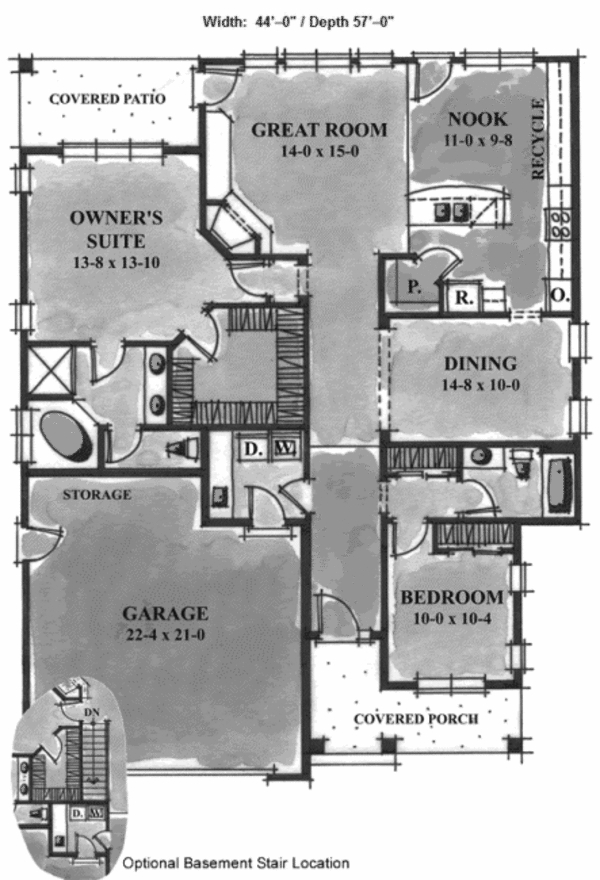 Width: 44'–0" / Depth 57'–0"
COVERED PATIO
GREAT ROOM
14-0 x 15-0
NOOK
11-0 x 9-8
RECYCLE
OWNER'S
SUITE
13-8 x 13-10
P.
R.
O.
DINING
14-8 x 10-0
D.
W.
STORAGE
GARAGE
22-4 x 21-0
BEDROOM
10-0 x 10-4
COVERED PORCH
DN
D.
W.
Optional Basement Stair Location